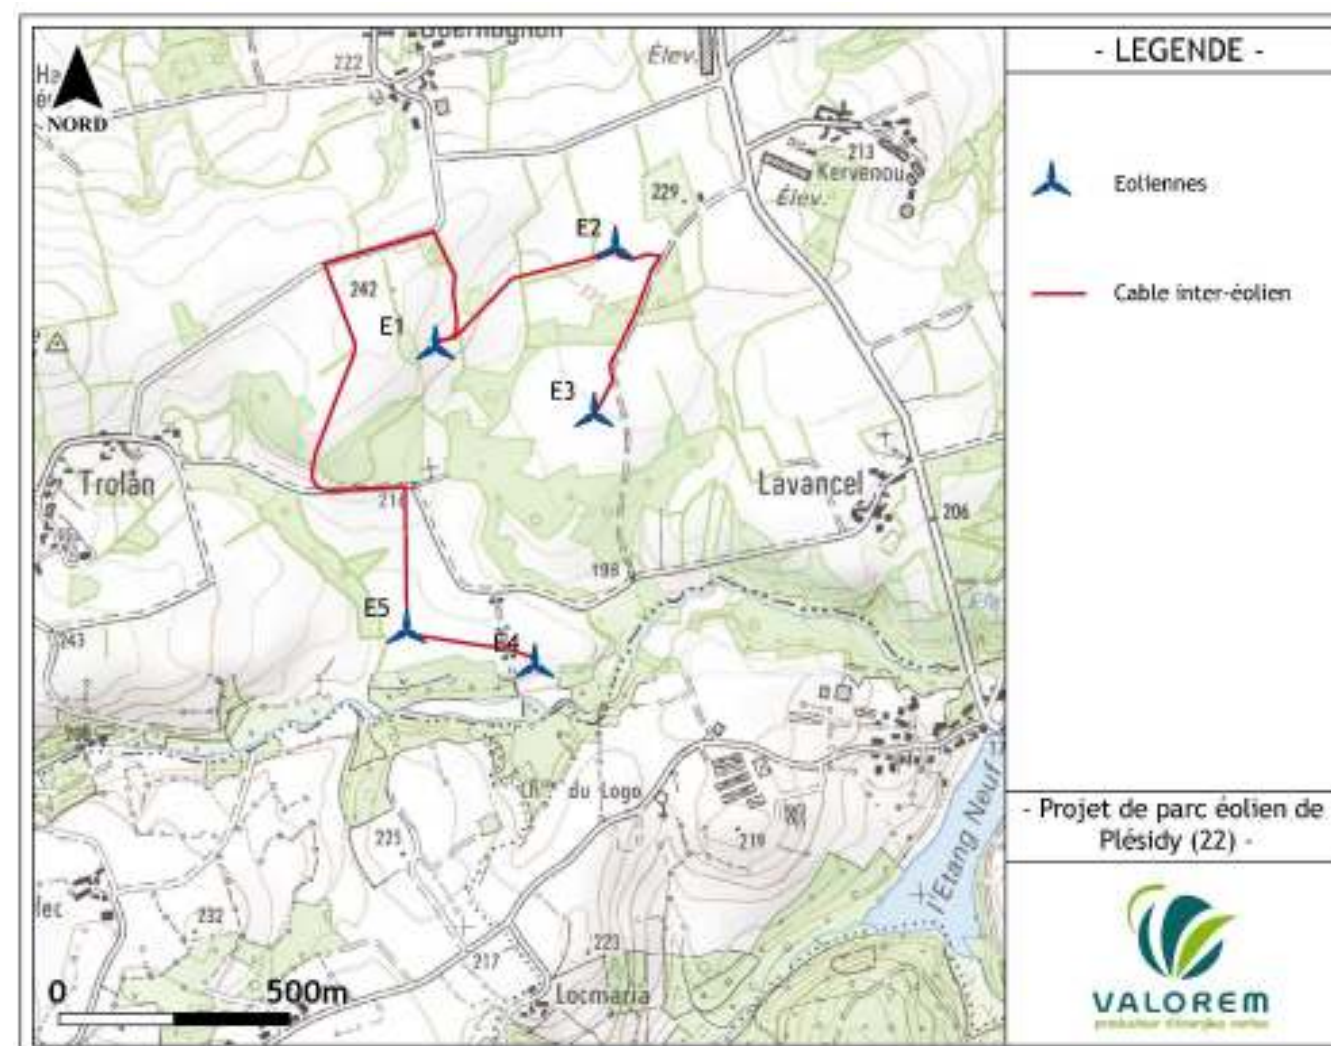 - LEGENDE -
Eoliennes
Cable inter-éolien
- Projet de parc éolien de
Plésidy (22) -
VALOREM
NORD
222
Élev.
213
Kervenou
229
Élev.
E2
242
E1
E3
Trolân
Lavancel
206
198
E5
E4
243
du Logo
219
225
l'Etang Neuf
232
223
217
Locmaria
0
500m